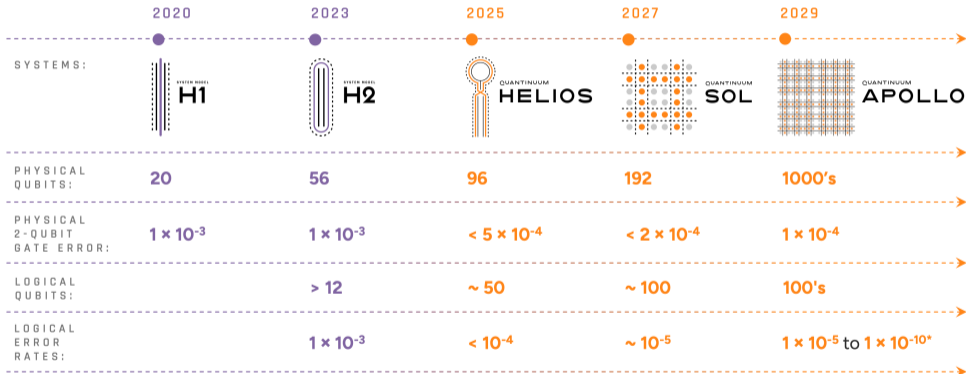 2020 2023 2025 2027 2029
SYSTEMS:
SYSTEM MODEL
H1
SYSTEM MODEL
H2
QUANTINUUM
HELIOS
QUANTINUUM
SOL
QUANTINUUM
APOLLO
PHYSICAL
QUBITS:
20 56 96 192 1000’s
PHYSICAL
2-QUBIT
GATE ERROR:
1 × 10⁻³ 1 × 10⁻³ < 5 × 10⁻⁴ < 2 × 10⁻⁴ 1 × 10⁻⁴
LOGICAL
QUBITS:
> 12 ~ 50 ~ 100 100's
LOGICAL
ERROR
RATES:
1 × 10⁻³ < 10⁻⁴ ~ 10⁻⁵ 1 × 10⁻⁵ to 1 × 10⁻¹⁰*